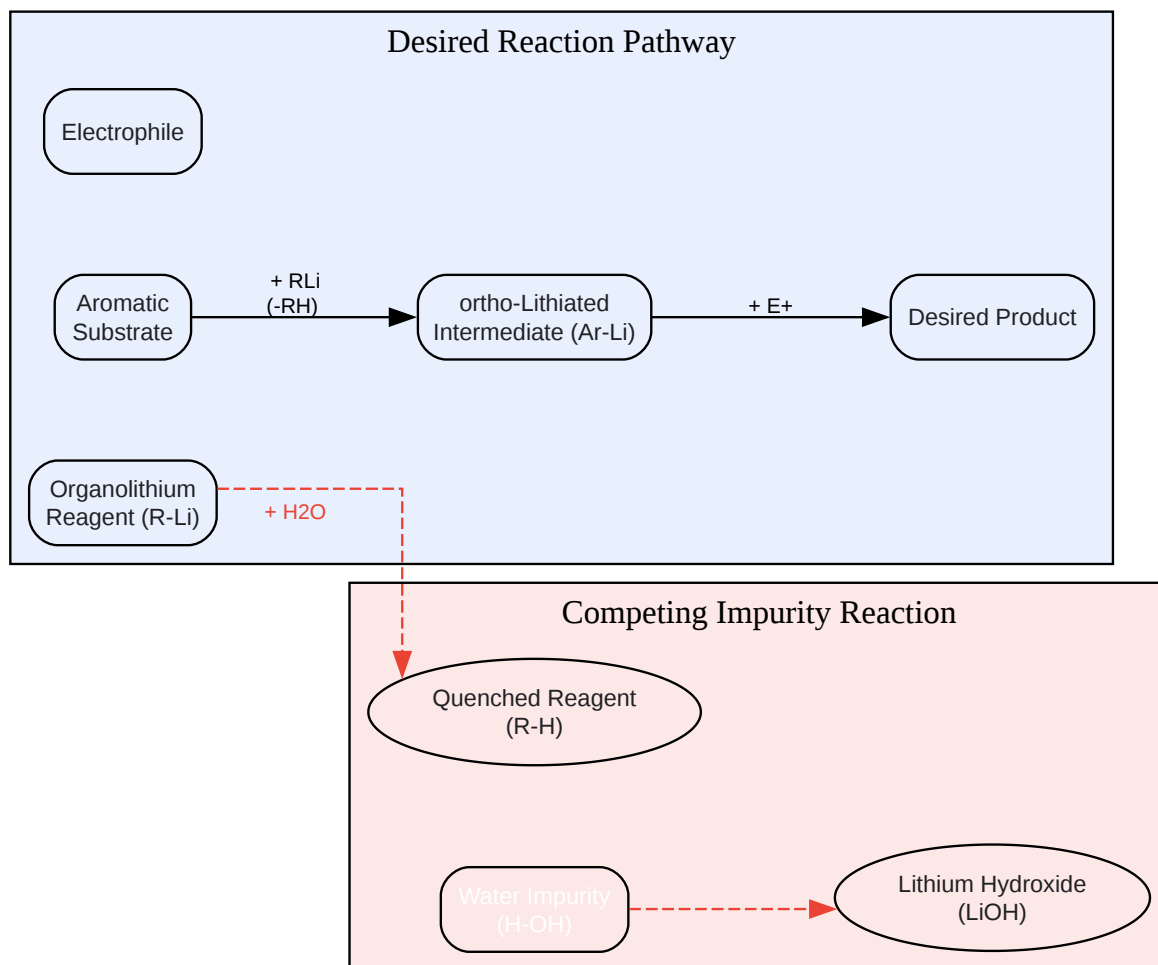 Desired Reaction Pathway
Electrophile
Aromatic
Substrate
+ RLi
(-RH)
ortho-Lithiated
Intermediate (Ar-Li)
+ E+
Desired Product
Organolithium
Reagent (R-Li)
+ H2O
Competing Impurity Reaction
Quenched Reagent
(R-H)
Water Impurity
(H-OH)
Lithium Hydroxide
(LiOH)